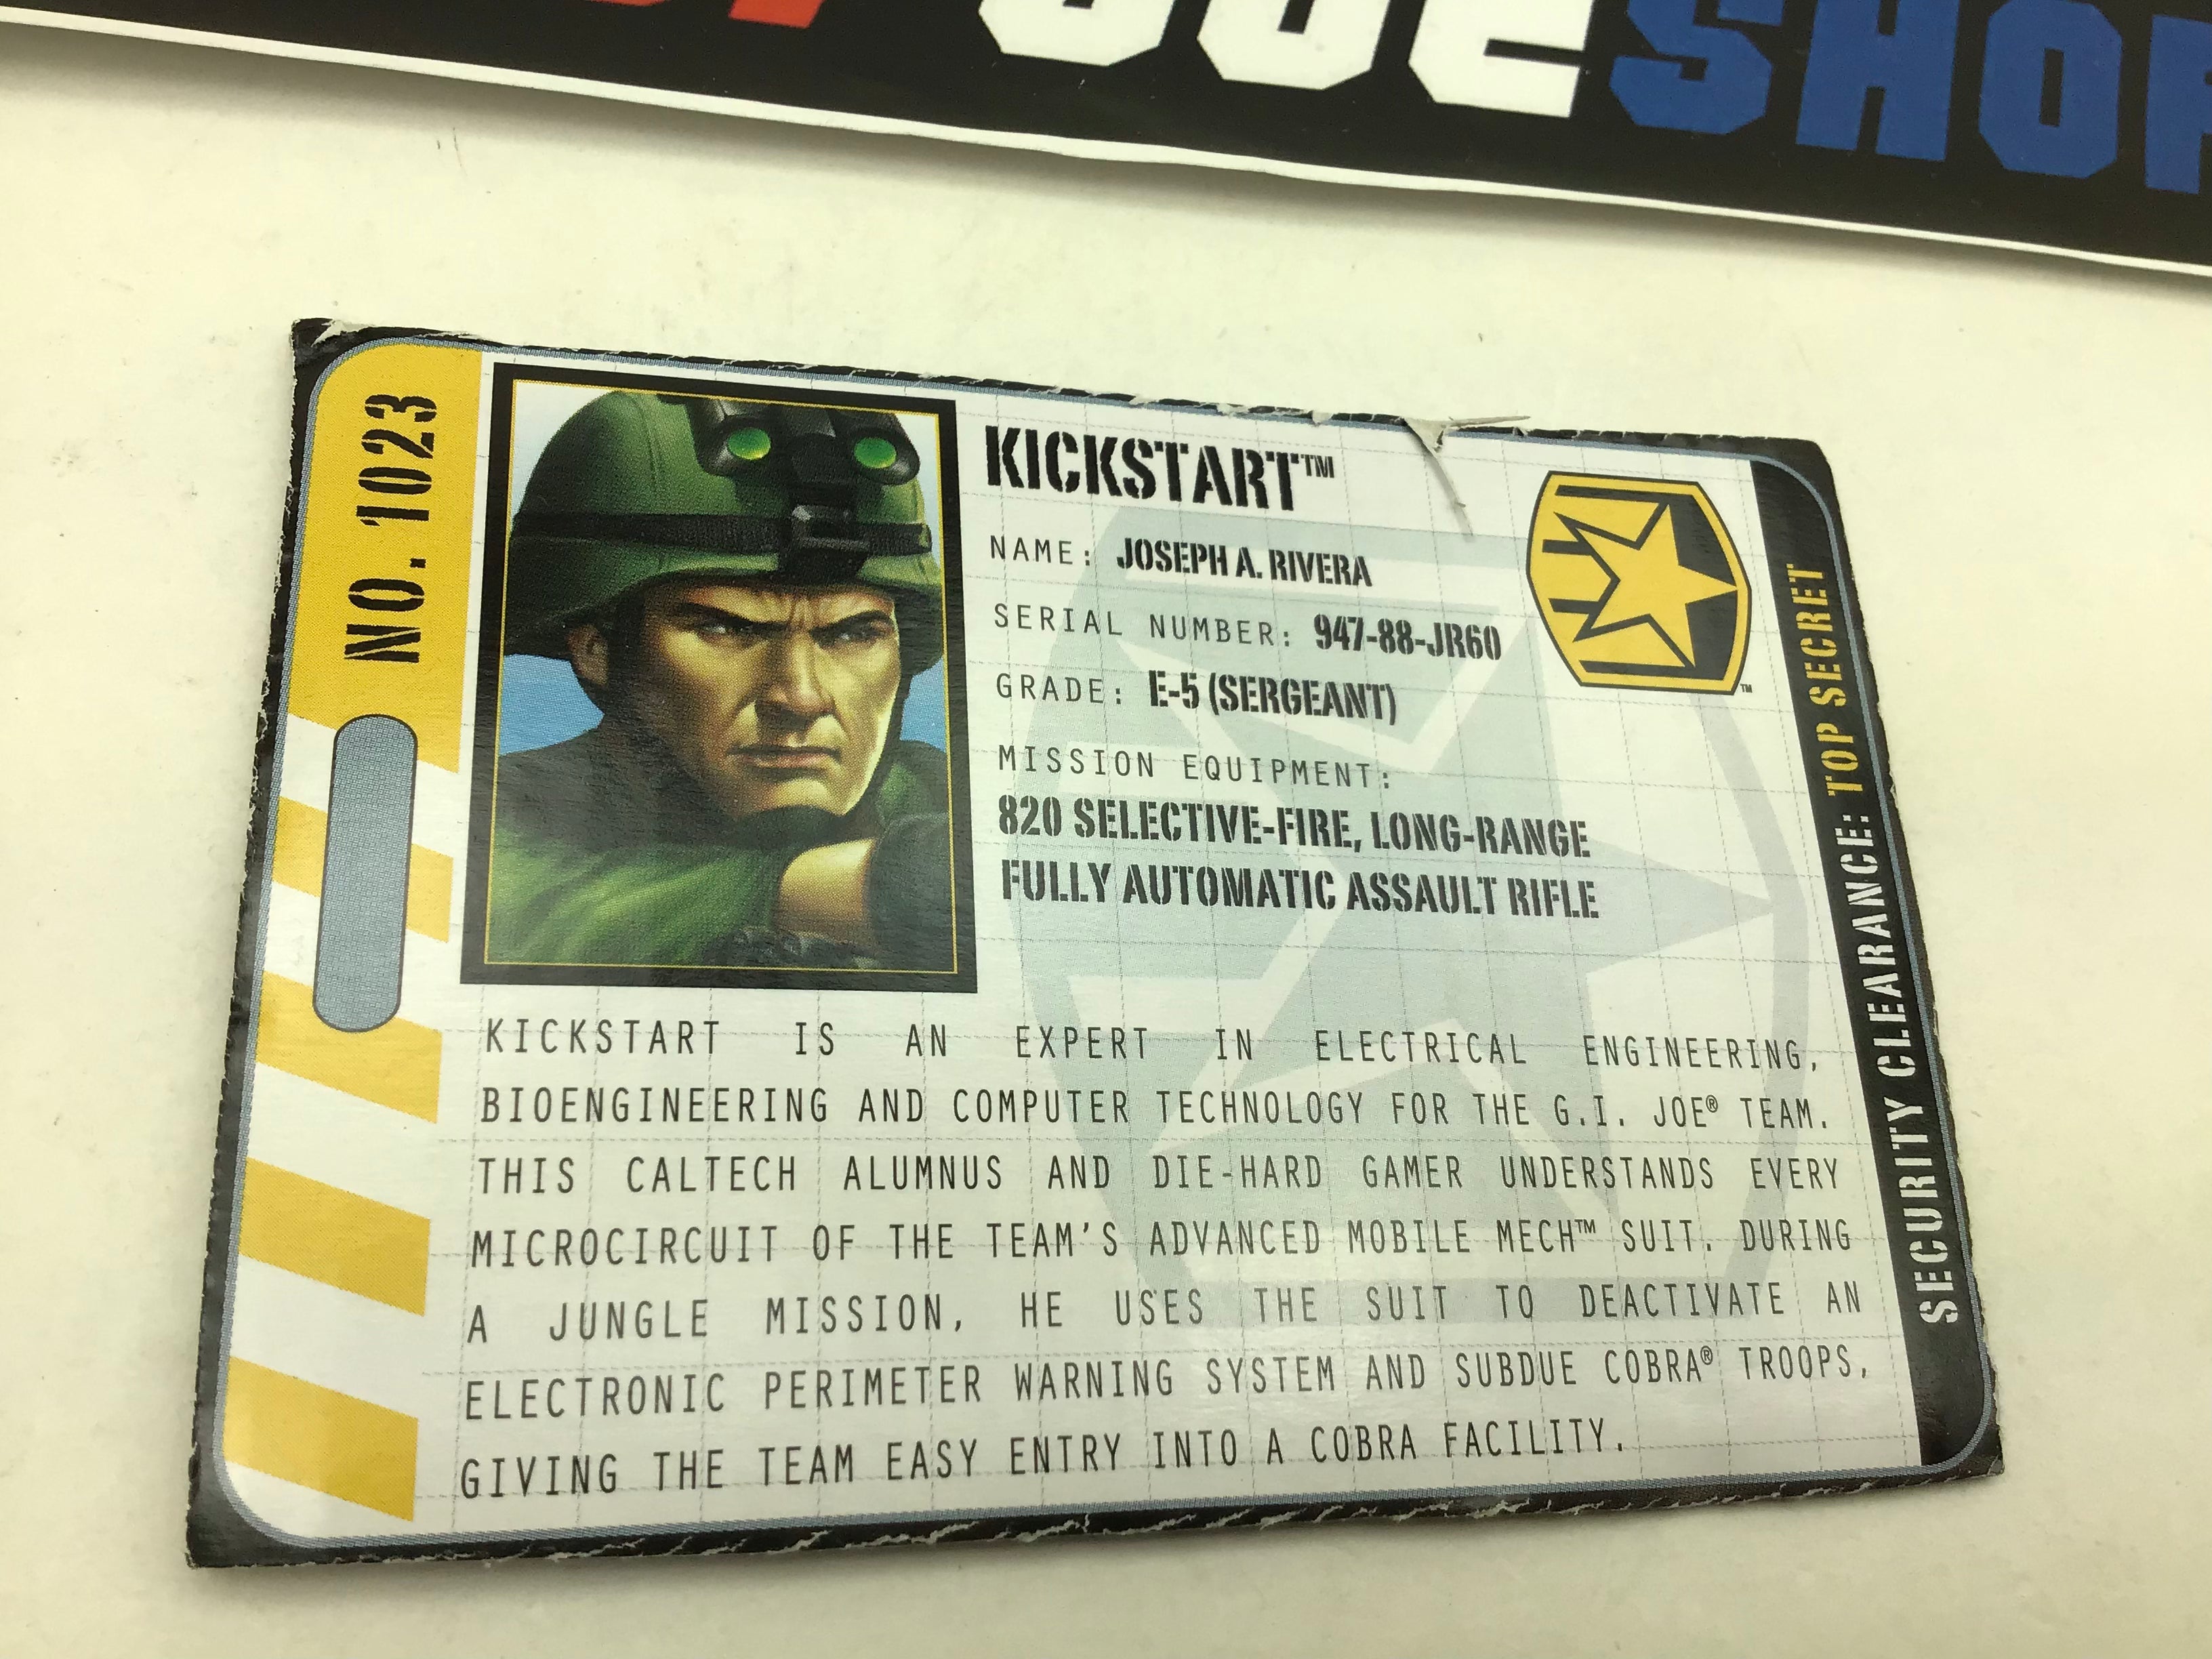 JOESHOP
NO. 1023
KICKSTART™
NAME: JOSEPH A. RIVERA
SERIAL NUMBER: 947-88-JR60
GRADE: E-5 (SERGEANT)
MISSION EQUIPMENT:
820 SELECTIVE-FIRE, LONG-RANGE
FULLY AUTOMATIC ASSAULT RIFLE
™
KICKSTART IS AN EXPERT IN ELECTRICAL ENGINEERING,
BIOENGINEERING AND COMPUTER TECHNOLOGY FOR THE G.I. JOE® TEAM.
THIS CALTECH ALUMNUS AND DIE-HARD GAMER UNDERSTANDS EVERY
MICROCIRCUIT OF THE TEAM'S ADVANCED MOBILE MECH™ SUIT. DURING
A JUNGLE MISSION, HE USES THE SUIT TO DEACTIVATE AN
ELECTRONIC PERIMETER WARNING SYSTEM AND SUBDUE COBRA® TROOPS,
GIVING THE TEAM EASY ENTRY INTO A COBRA FACILITY.
SECURITY CLEARANCE: TOP SECRET